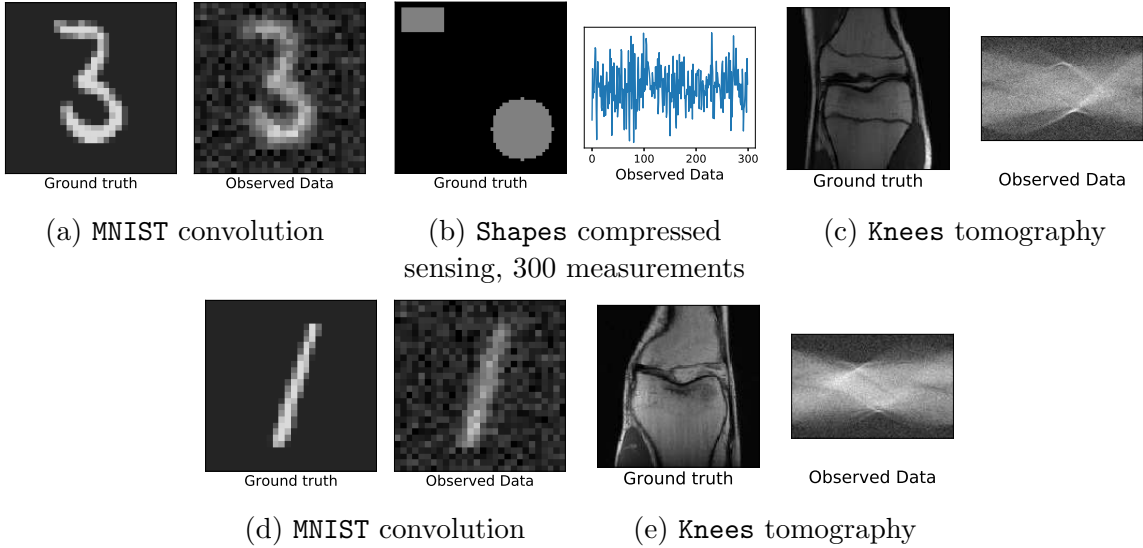 Ground truth
Observed Data
Ground truth
0 100 200 300
Observed Data
Ground truth
Observed Data
(a) MNIST convolution
(b) Shapes compressed
sensing, 300 measurements
(c) Knees tomography
Ground truth
Observed Data
Ground truth
Observed Data
(d) MNIST convolution
(e) Knees tomography